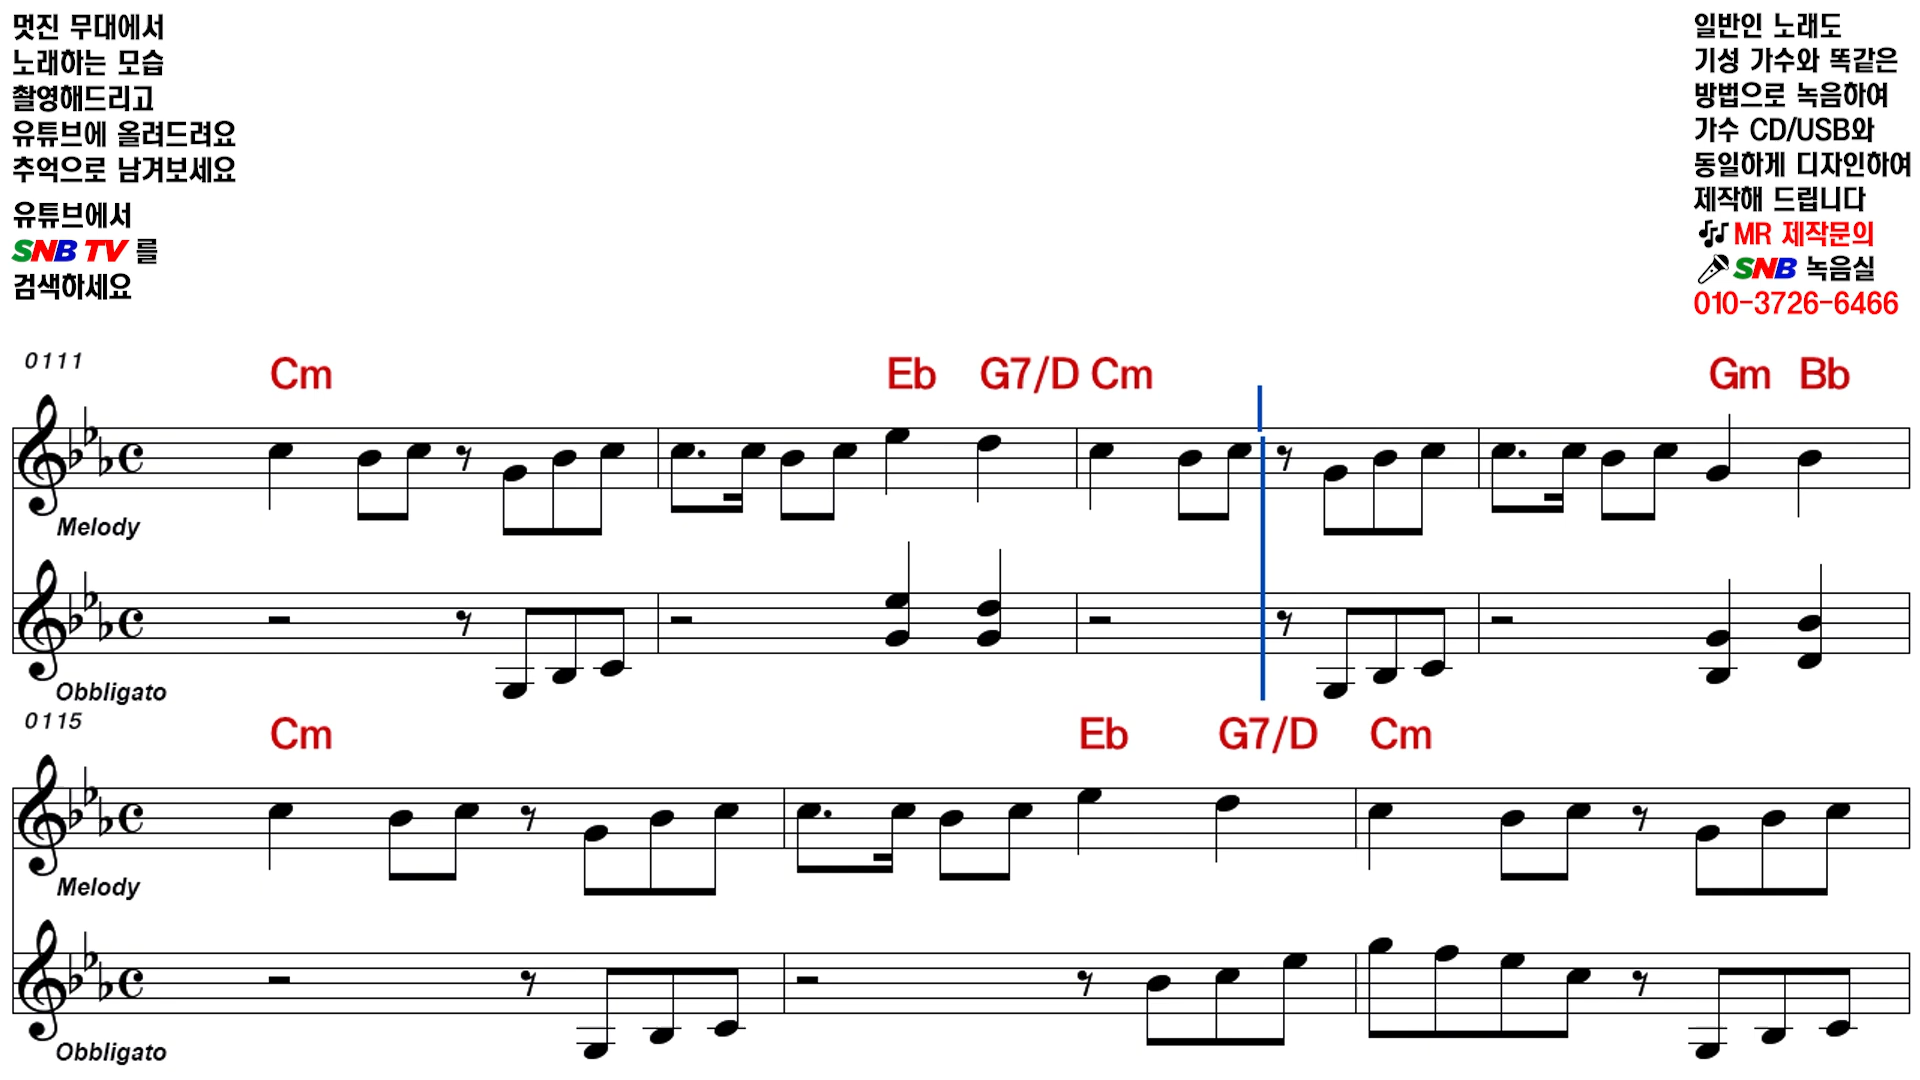 멋진 무대에서
노래하는 모습
촬영해드리고
유튜브에 올려드려요
추억으로 남겨보세요
유튜브에서
SNB TV 를
검색하세요
일반인 노래도
기성 가수와 똑같은
방법으로 녹음하여
가수 CD/USB와
동일하게 디자인하여
제작해 드립니다
MR 제작문의
SNB 녹음실
010-3726-6466
0111
Cm Eb G7/D Cm Gm Bb
Melody
Obbligato
0115
Cm Eb G7/D Cm
Melody
Obbligato